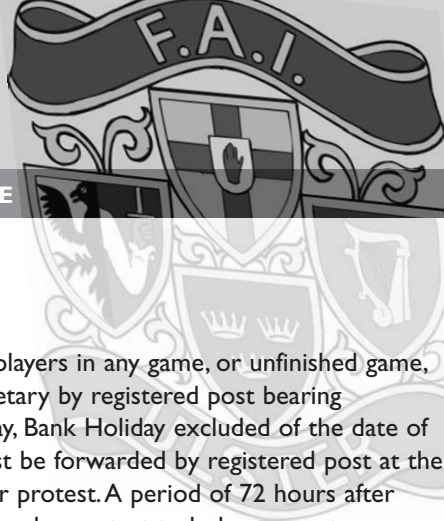 F.A.I.
E
players in any game, or unfinished game,
etary by registered post bearing
ay, Bank Holiday excluded of the date of
st be forwarded by registered post at the
r protest. A period of 72 hours after